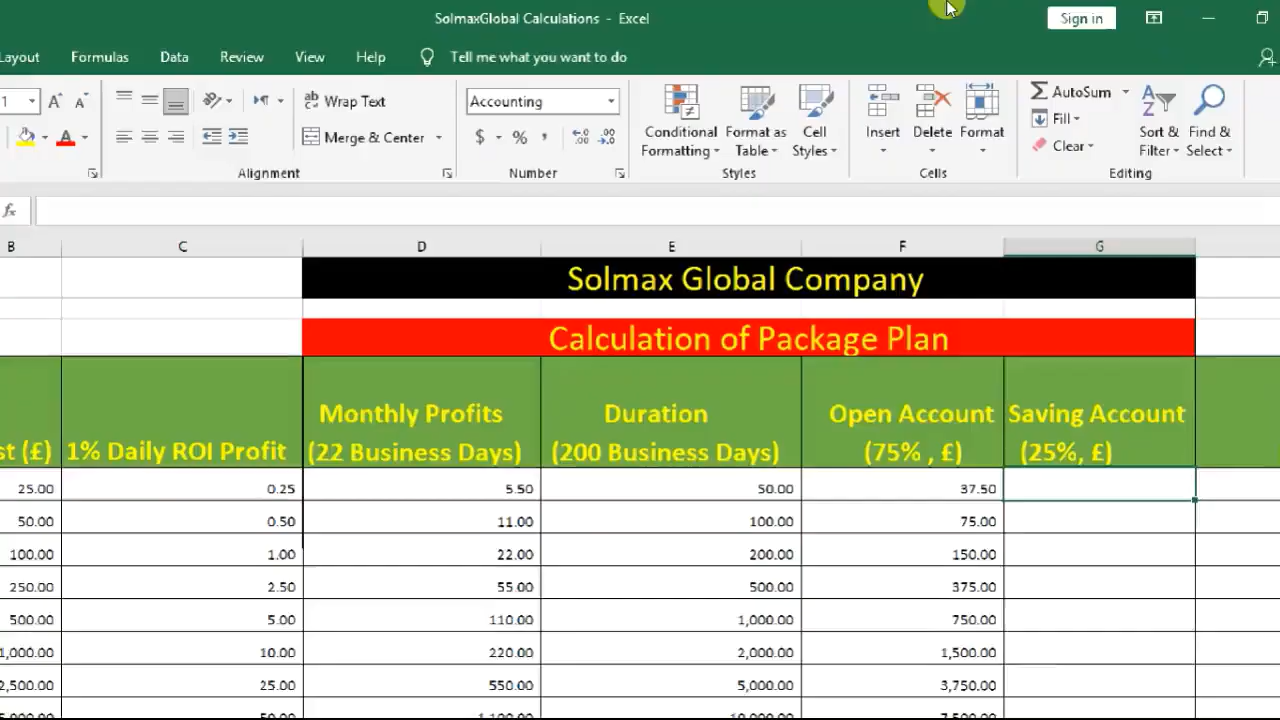 SolmaxGlobal Calculations - Excel
Sign in
Layout Formulas Data Review View Help Tell me what you want to do
Wrap Text
Merge & Center
Alignment
Accounting
$ % ,
Number
Conditional Formatting
Format as Table
Cell Styles
Styles
Insert
Delete
Format
Cells
AutoSum
Fill
Clear
Sort & Filter
Find & Select
Editing
fx
B C D E F G
Solmax Global Company
Calculation of Package Plan
st (£)
1% Daily ROI Profit
Monthly Profits
(22 Business Days)
Duration
(200 Business Days)
Open Account
(75% , £)
Saving Account
(25%, £)
25.00 0.25 5.50 50.00 37.50
50.00 0.50 11.00 100.00 75.00
100.00 1.00 22.00 200.00 150.00
250.00 2.50 55.00 500.00 375.00
500.00 5.00 110.00 1,000.00 750.00
1,000.00 10.00 220.00 2,000.00 1,500.00
2,500.00 25.00 550.00 5,000.00 3,750.00